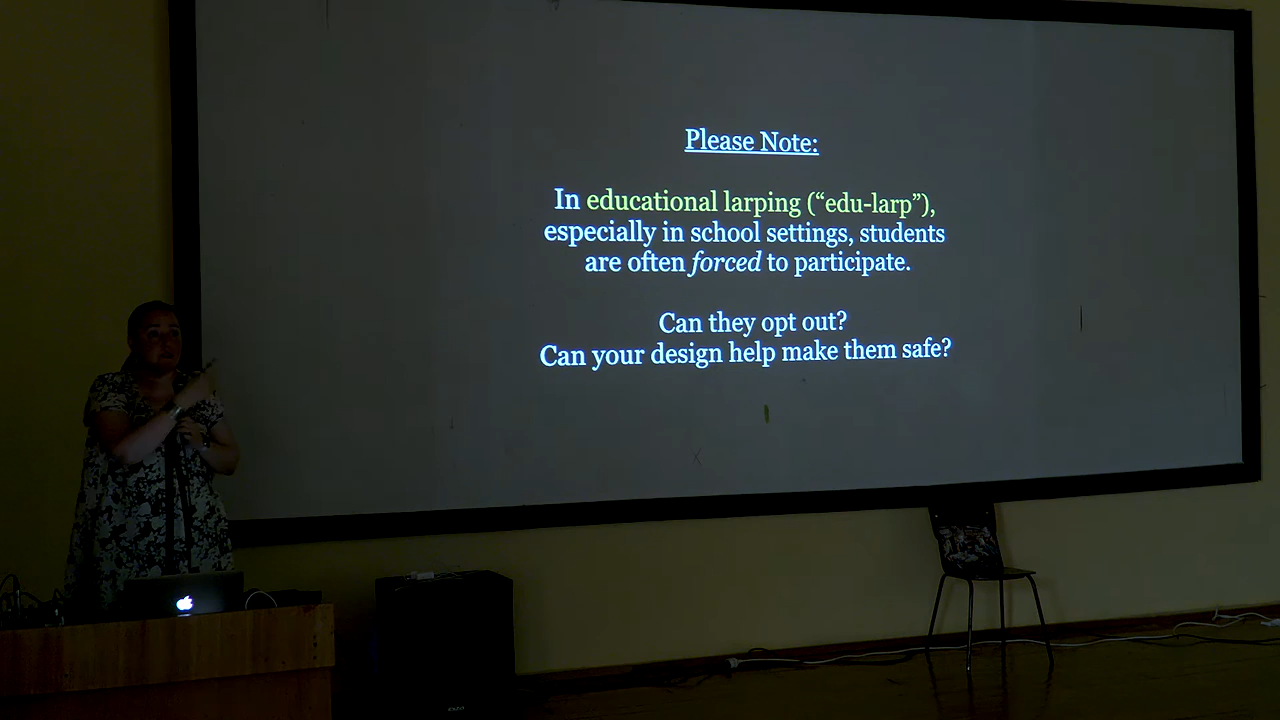 Please Note:
In educational larping (“edu-larp”),
especially in school settings, students
are often forced to participate.
Can they opt out?
Can your design help make them safe?